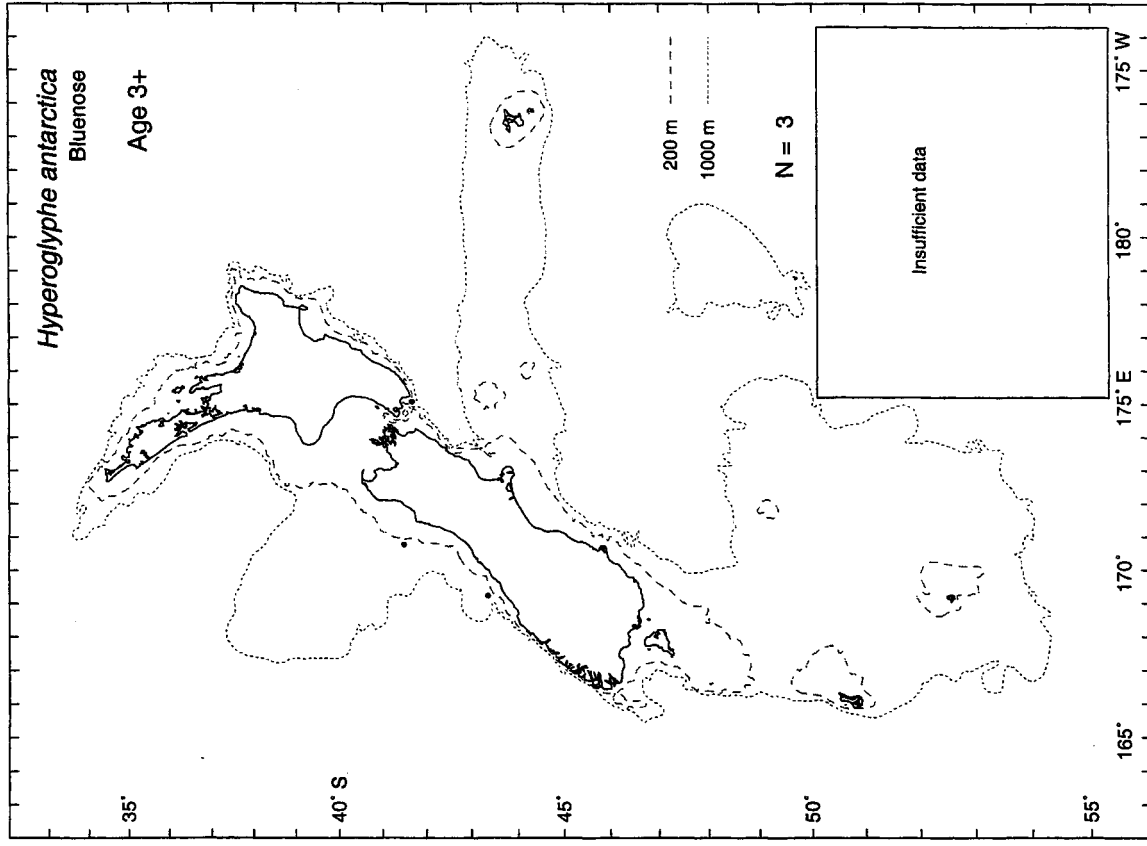 Hyperoglyphe antarctica
Bluenose
Age 3+
200 m
1000 m
N = 3
Insufficient data
35°
40° S
45°
50°
55°
165°
170°
175° E
180°
175° W